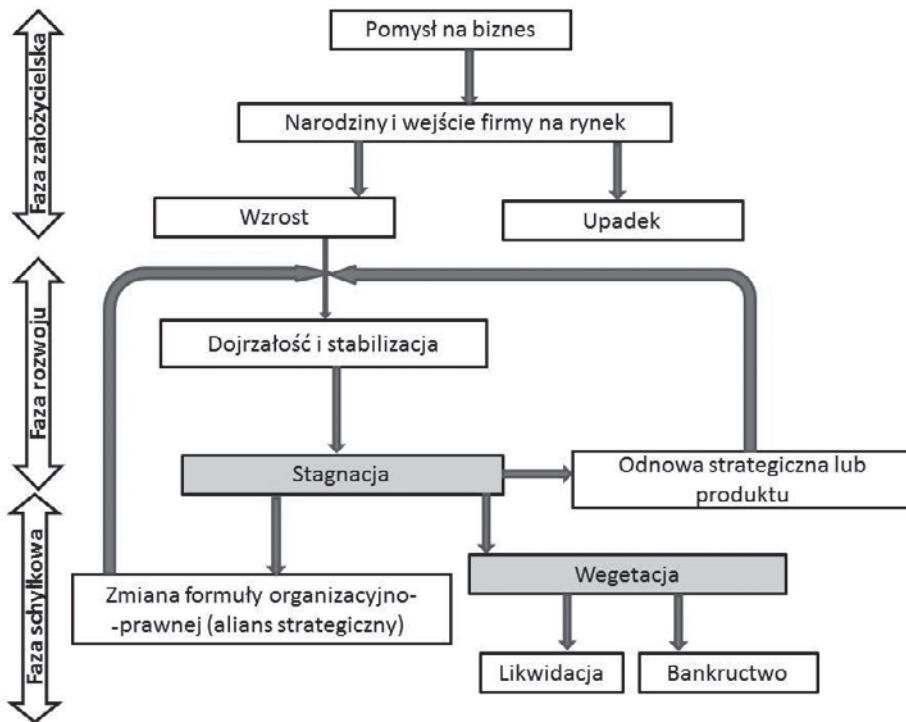 Faza założycielska
Pomysł na biznes
Narodziny i wejście firmy na rynek
Wzrost
Upadek
Faza rozwoju
Dojrzałość i stabilizacja
Stagnacja
Odnowa strategiczna lub
produktu
Faza schyłkowa
Wegetacja
Zmiana formuły organizacyjno-
-prawnej (alians strategiczny)
Likwidacja
Bankructwo